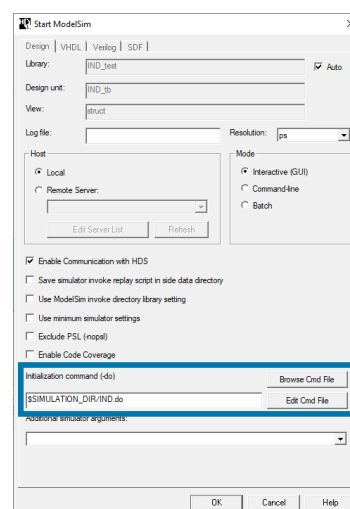 Start ModelSim
Design VHDL Verilog SDF
Library: IND_test Auto
Design unit: IND_tb
View: struct
Log file: Resolution: ps
Host Mode
Local Interactive (GUI)
Remote Server: Command-line
Batch
Edit Server List Refresh
Enable Communication with HDS
Save simulator invoke replay script in side data directory
Use ModelSim invoke directory library setting
Use minimum simulator settings
Exclude PSL (-nopsl)
Enable Code Coverage
Initialization command (-do) Browse Cmd File
$SIMULATION_DIR/IND.do Edit Cmd File
Additional simulator arguments:
OK Cancel Help